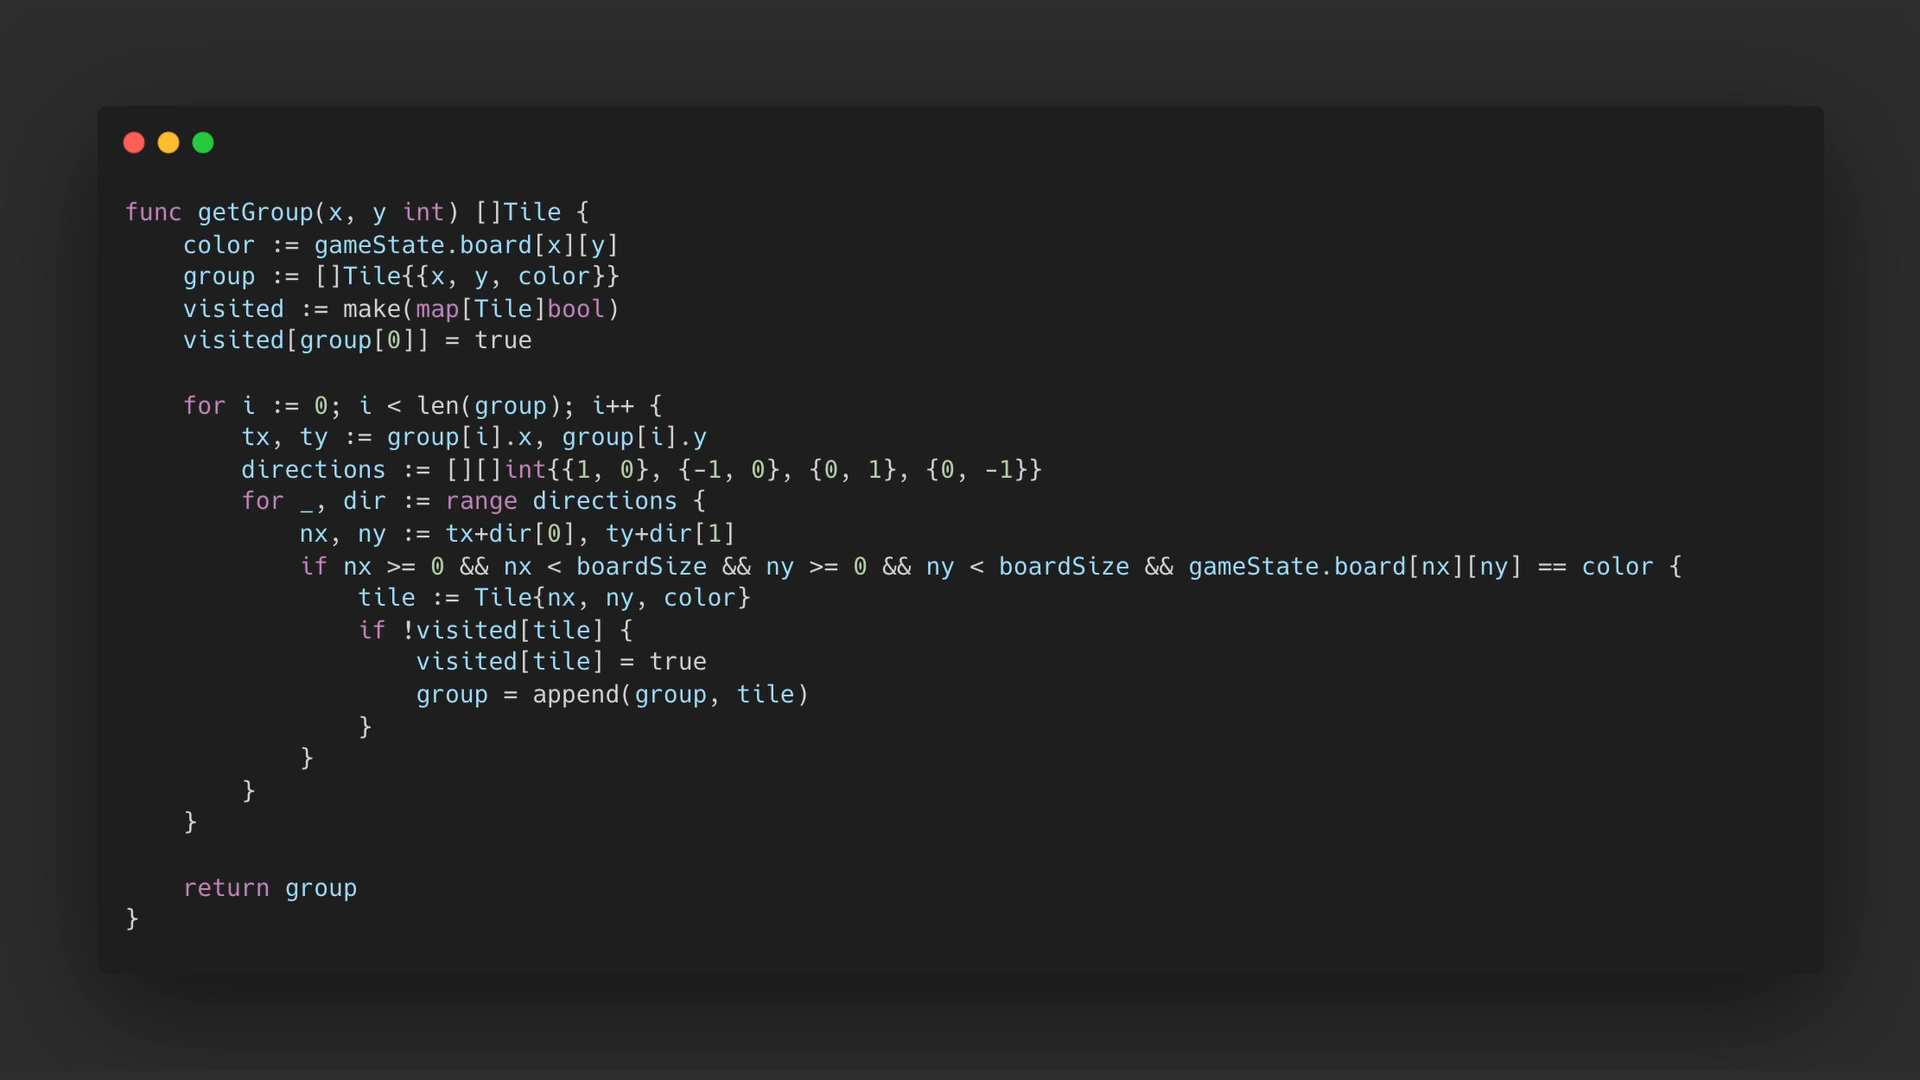 func getGroup(x, y int) []Tile {
    color := gameState.board[x][y]
    group := []Tile{{x, y, color}}
    visited := make(map[Tile]bool)
    visited[group[0]] = true

    for i := 0; i < len(group); i++ {
        tx, ty := group[i].x, group[i].y
        directions := [][]int{{1, 0}, {-1, 0}, {0, 1}, {0, -1}}
        for _, dir := range directions {
            nx, ny := tx+dir[0], ty+dir[1]
            if nx >= 0 && nx < boardSize && ny >= 0 && ny < boardSize && gameState.board[nx][ny] == color {
                tile := Tile{nx, ny, color}
                if !visited[tile] {
                    visited[tile] = true
                    group = append(group, tile)
                }
            }
        }
    }

    return group
}